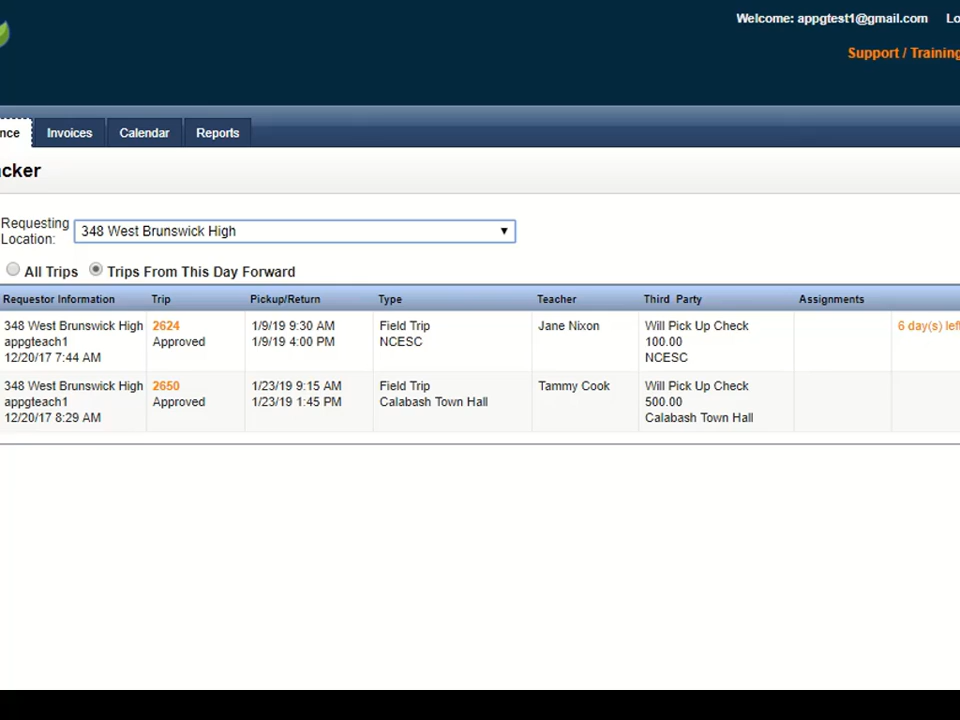 Welcome: appgtest1@gmail.com Lo
Support / Training
nce Invoices Calendar Reports
cker
Requesting
Location:
348 West Brunswick High
All Trips Trips From This Day Forward
Requestor Information Trip Pickup/Return Type Teacher Third Party Assignments
348 West Brunswick High 2624 1/9/19 9:30 AM Field Trip Jane Nixon Will Pick Up Check 6 day(s) left
appgteach1 Approved 1/9/19 4:00 PM NCESC 100.00
12/20/17 7:44 AM NCESC
348 West Brunswick High 2650 1/23/19 9:15 AM Field Trip Tammy Cook Will Pick Up Check
appgteach1 Approved 1/23/19 1:45 PM Calabash Town Hall 500.00
12/20/17 8:29 AM Calabash Town Hall